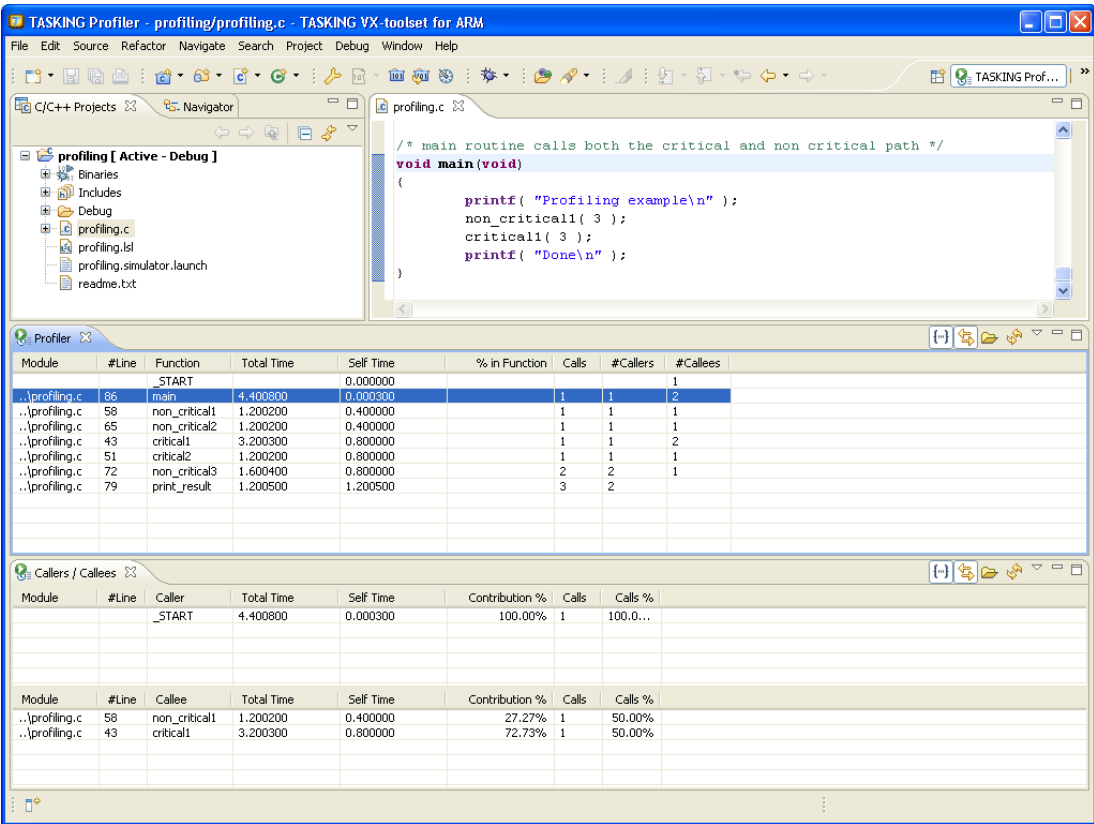 TASKING Profiler - profiling/profiling.c - TASKING VX-toolset for ARM
File Edit Source Refactor Navigate Search Project Debug Window Help
TASKING Prof... »
C/C++ Projects Navigator
profiling [ Active - Debug ]
Binaries
Includes
Debug
profiling.c
profiling.lsl
profiling.simulator.launch
readme.txt
profiling.c
/* main routine calls both the critical and non critical path */
void main(void)
{
printf( "Profiling example\n" );
non_critical1( 3 );
critical1( 3 );
printf( "Done\n" );
}
Profiler
Module #Line Function Total Time Self Time % in Function Calls #Callers #Callees
_START 0.000000 1
..\profiling.c 86 main 4.400800 0.000300 1 1 2
..\profiling.c 58 non_critical1 1.200200 0.400000 1 1 1
..\profiling.c 65 non_critical2 1.200200 0.400000 1 1 1
..\profiling.c 43 critical1 3.200300 0.800000 1 1 2
..\profiling.c 51 critical2 1.200200 0.800000 1 1 1
..\profiling.c 72 non_critical3 1.600400 0.800000 2 2 1
..\profiling.c 79 print_result 1.200500 1.200500 3 2
Callers / Callees
Module #Line Caller Total Time Self Time Contribution % Calls Calls %
_START 4.400800 0.000300 100.00% 1 100.0...
Module #Line Callee Total Time Self Time Contribution % Calls Calls %
..\profiling.c 58 non_critical1 1.200200 0.400000 27.27% 1 50.00%
..\profiling.c 43 critical1 3.200300 0.800000 72.73% 1 50.00%